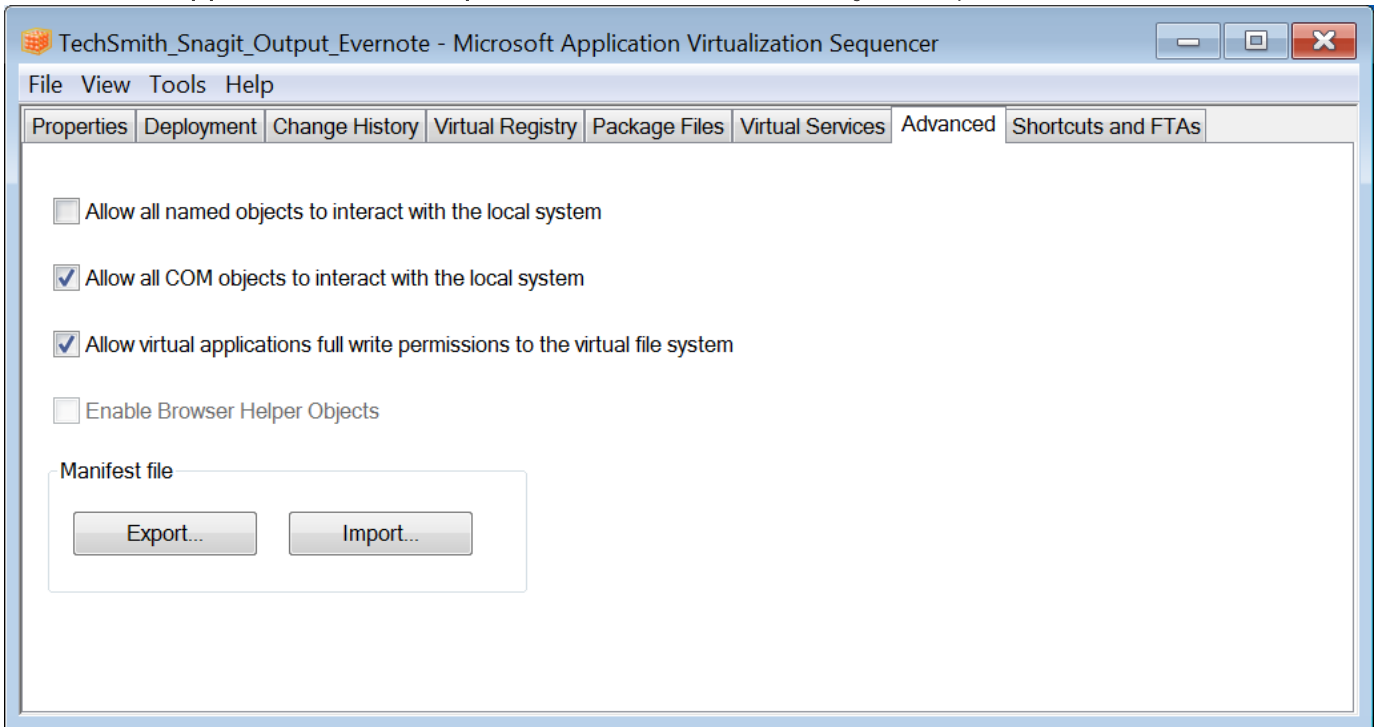 TechSmith_Snagit_Output_Evernote - Microsoft Application Virtualization Sequencer
File View Tools Help
Properties Deployment Change History Virtual Registry Package Files Virtual Services Advanced Shortcuts and FTAs
Allow all named objects to interact with the local system
Allow all COM objects to interact with the local system
Allow virtual applications full write permissions to the virtual file system
Enable Browser Helper Objects
Manifest file
Export... Import...